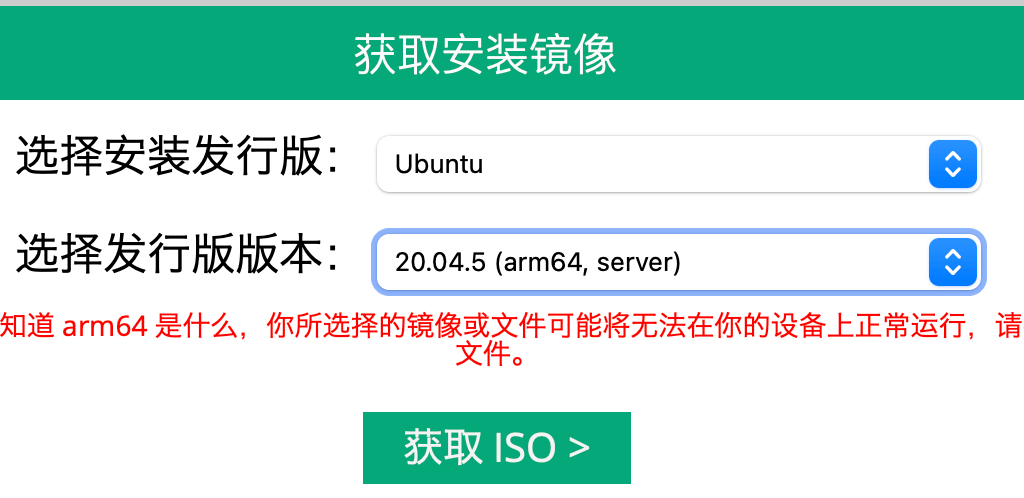 获取安装镜像
选择安装发行版：
Ubuntu
选择发行版版本：
20.04.5 (arm64, server)
知道 arm64 是什么，你所选择的镜像或文件可能将无法在你的设备上正常运行，请
文件。
获取 ISO >